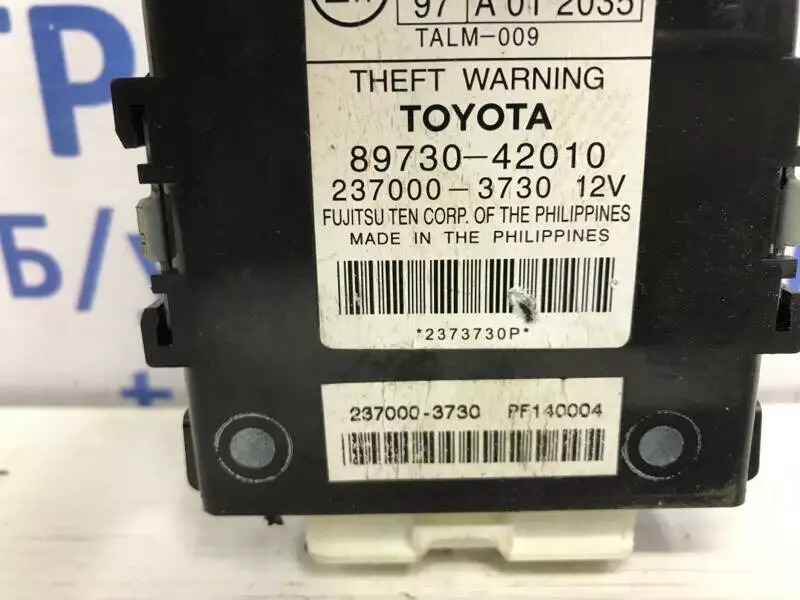 97 A 01 2035
TALM-009
THEFT WARNING
TOYOTA
89730-42010
237000-3730 12V
FUJITSU TEN CORP. OF THE PHILIPPINES
MADE IN THE PHILIPPINES
*2373730P*
237000-3730 PF140004
ТР
Б/у